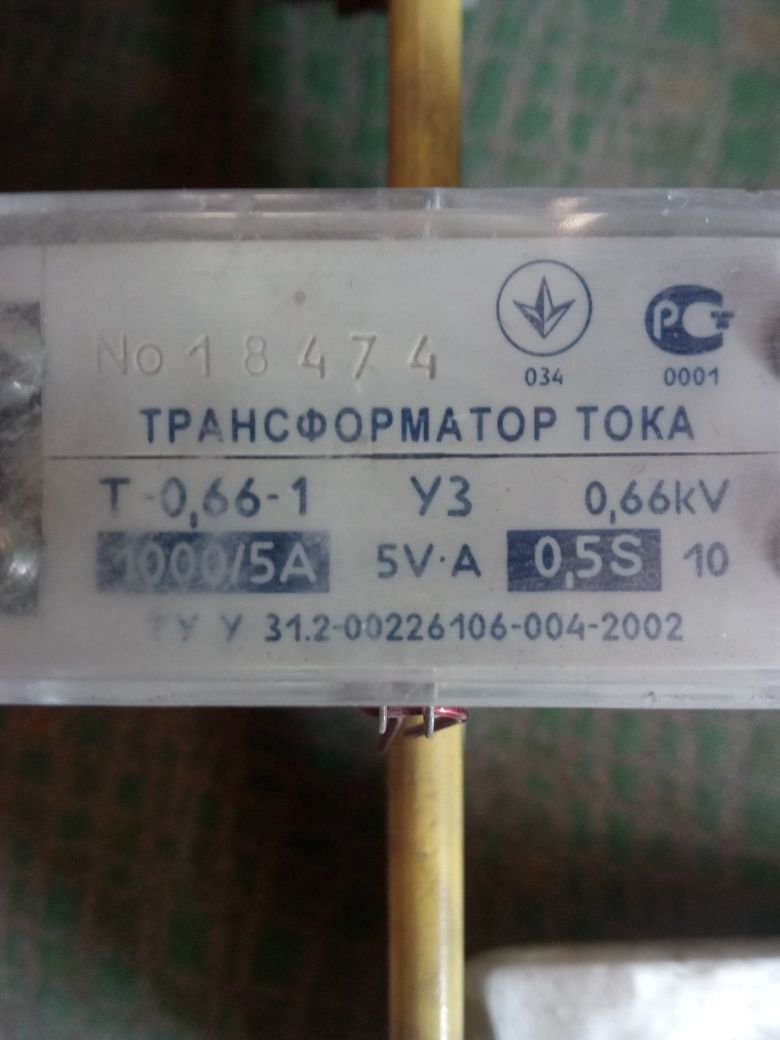 No 18474
034
РС
0001
ТРАНСФОРМАТОР ТОКА
Т-0,66-1 У3 0,66kV
1000/5А 5V·A 0,5S 10
ТУ У 31.2-00226106-004-2002